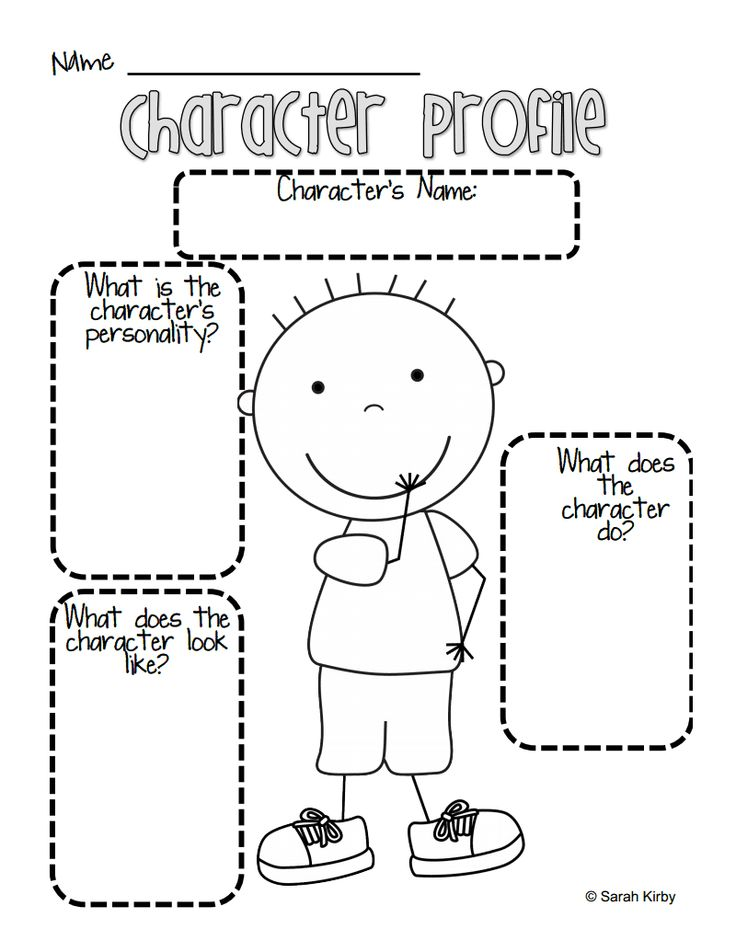 Name
Character Profile
Character's Name:
What is the
character's
personality?
What does
the
character
do?
What does the
character look
like?
© Sarah Kirby